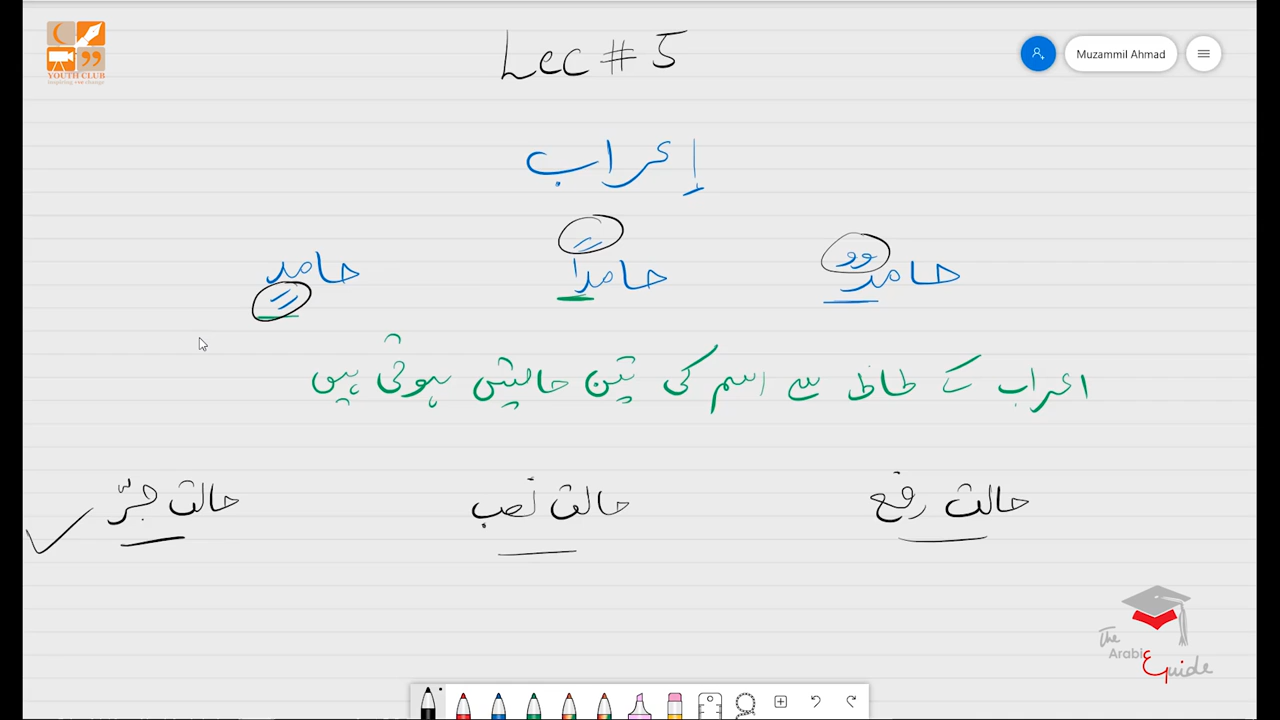 Lec # 5
YOUTH CLUB
Muzammil Ahmad
إعراب
حامدٌ حامداً حامدٍ
اعراب کے لحاظ سے اسم کی تین حالتیں ہوتی ہیں
حالت رفع حالت نصب حالت جرّ
The
Arabic
Guide